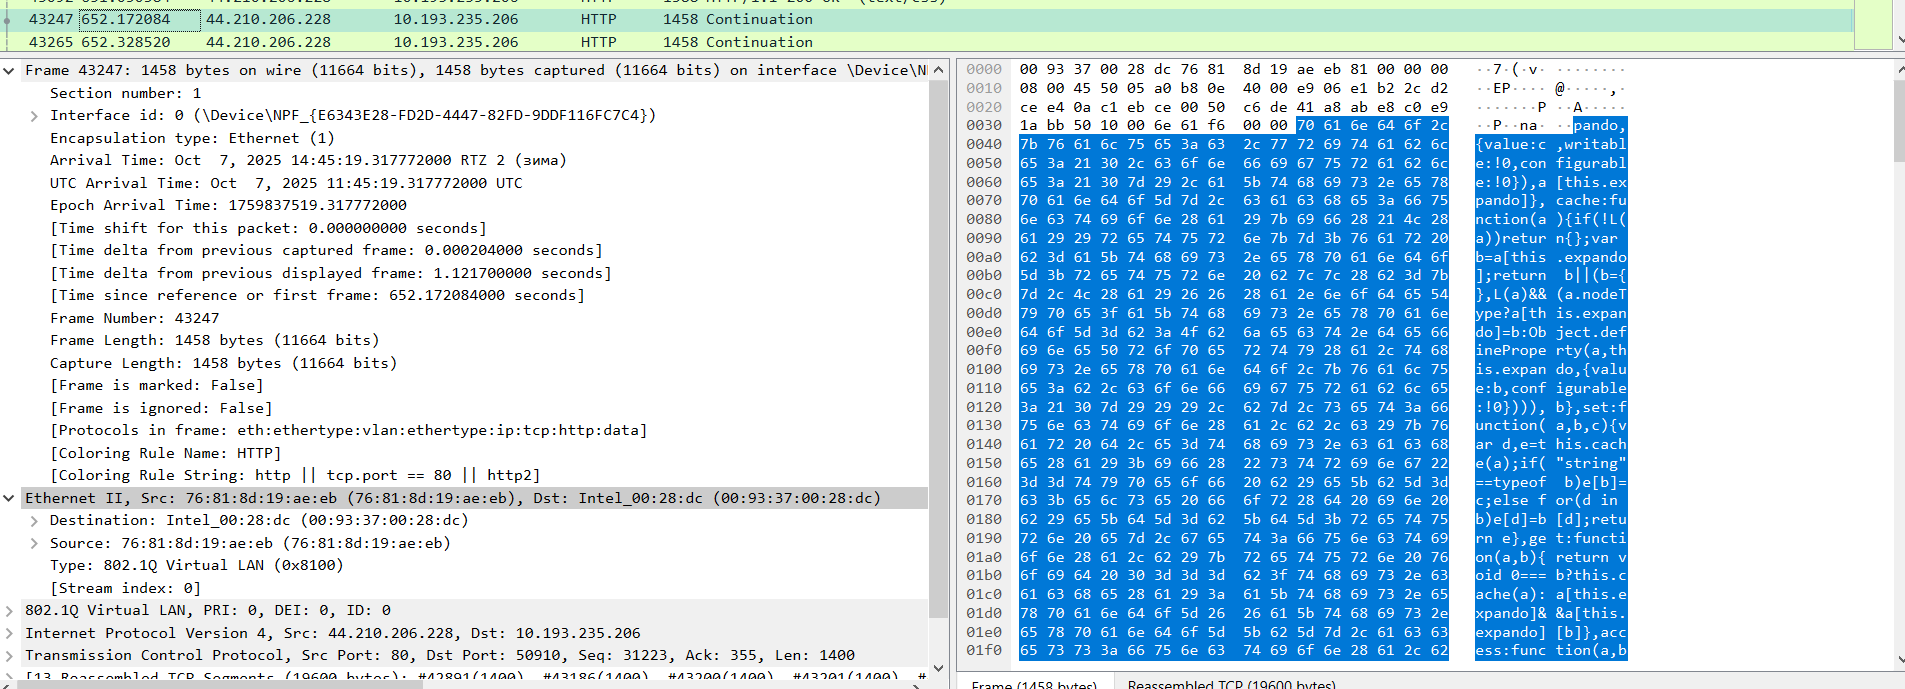 43247 652.172084 44.210.206.228 10.193.235.206 HTTP 1458 Continuation
43265 652.328520 44.210.206.228 10.193.235.206 HTTP 1458 Continuation
Frame 43247: 1458 bytes on wire (11664 bits), 1458 bytes captured (11664 bits) on interface \Device\N
Section number: 1
Interface id: 0 (\Device\NPF_{E6343E28-FD2D-4447-82FD-9DDF116FC7C4})
Encapsulation type: Ethernet (1)
Arrival Time: Oct  7, 2025 14:45:19.317772000 RTZ 2 (зима)
UTC Arrival Time: Oct  7, 2025 11:45:19.317772000 UTC
Epoch Arrival Time: 1759837519.317772000
[Time shift for this packet: 0.000000000 seconds]
[Time delta from previous captured frame: 0.000204000 seconds]
[Time delta from previous displayed frame: 1.121700000 seconds]
[Time since reference or first frame: 652.172084000 seconds]
Frame Number: 43247
Frame Length: 1458 bytes (11664 bits)
Capture Length: 1458 bytes (11664 bits)
[Frame is marked: False]
[Frame is ignored: False]
[Protocols in frame: eth:ethertype:vlan:ethertype:ip:tcp:http:data]
[Coloring Rule Name: HTTP]
[Coloring Rule String: http || tcp.port == 80 || http2]
Ethernet II, Src: 76:81:8d:19:ae:eb (76:81:8d:19:ae:eb), Dst: Intel_00:28:dc (00:93:37:00:28:dc)
Destination: Intel_00:28:dc (00:93:37:00:28:dc)
Source: 76:81:8d:19:ae:eb (76:81:8d:19:ae:eb)
Type: 802.1Q Virtual LAN (0x8100)
[Stream index: 0]
802.1Q Virtual LAN, PRI: 0, DEI: 0, ID: 0
Internet Protocol Version 4, Src: 44.210.206.228, Dst: 10.193.235.206
Transmission Control Protocol, Src Port: 80, Dst Port: 50910, Seq: 31223, Ack: 355, Len: 1400
[13 Reassembled TCP Segments (19600 bytes): #42891(1400), #43186(1400), #43200(1400), #43201(1400), #
0000 00 93 37 00 28 dc 76 81 8d 19 ae eb 81 00 00 00 ··7·(·v· ········
0010 08 00 45 50 05 a0 b8 0e 40 00 e9 06 e1 b2 2c d2 ··EP···· @·····,·
0020 ce e4 0a c1 eb ce 00 50 c6 de 41 a8 ab e8 c0 e9 ·······P ··A·····
0030 1a bb 50 10 00 6e 61 f6 00 00 70 61 6e 64 6f 2c ··P··na· ··pando,
0040 7b 76 61 6c 75 65 3a 63 2c 77 72 69 74 61 62 6c {value:c ,writabl
0050 65 3a 21 30 2c 63 6f 6e 66 69 67 75 72 61 62 6c e:!0,con figurabl
0060 65 3a 21 30 7d 29 2c 61 5b 74 68 69 73 2e 65 78 e:!0}),a [this.ex
0070 70 61 6e 64 6f 5d 7d 2c 63 61 63 68 65 3a 66 75 pando]}, cache:fu
0080 6e 63 74 69 6f 6e 28 61 29 7b 69 66 28 21 4c 28 nction(a ){if(!L(
0090 61 29 29 72 65 74 75 72 6e 7b 7d 3b 76 61 72 20 a))retur n{};var
00a0 62 3d 61 5b 74 68 69 73 2e 65 78 70 61 6e 64 6f b=a[this .expando
00b0 5d 3b 72 65 74 75 72 6e 20 62 7c 7c 28 62 3d 7b ];return  b||(b={
00c0 7d 2c 4c 28 61 29 26 26 28 61 2e 6e 6f 64 65 54 },L(a)&& (a.nodeT
00d0 79 70 65 3f 61 5b 74 68 69 73 2e 65 78 70 61 6e ype?a[th is.expan
00e0 64 6f 5d 3d 62 3a 4f 62 6a 65 63 74 2e 64 65 66 do]=b:Ob ject.def
00f0 69 6e 65 50 72 6f 70 65 72 74 79 28 61 2c 74 68 inePrope rty(a,th
0100 69 73 2e 65 78 70 61 6e 64 6f 2c 7b 76 61 6c 75 is.expan do,{valu
0110 65 3a 62 2c 63 6f 6e 66 69 67 75 72 61 62 6c 65 e:b,conf igurable
0120 3a 21 30 7d 29 29 29 2c 62 7d 2c 73 65 74 3a 66 :!0}))), b},set:f
0130 75 6e 63 74 69 6f 6e 28 61 2c 62 2c 63 29 7b 76 unction( a,b,c){v
0140 61 72 20 64 2c 65 3d 74 68 69 73 2e 63 61 63 68 ar d,e=t his.cach
0150 65 28 61 29 3b 69 66 28 22 73 74 72 69 6e 67 22 e(a);if( "string"
0160 3d 3d 74 79 70 65 6f 66 20 62 29 65 5b 62 5d 3d ==typeof  b)e[b]=
0170 63 3b 65 6c 73 65 20 66 6f 72 28 64 20 69 6e 20 c;else f or(d in
0180 62 29 65 5b 64 5d 3d 62 5b 64 5d 3b 72 65 74 75 b)e[d]=b [d];retu
0190 72 6e 20 65 7d 2c 67 65 74 3a 66 75 6e 63 74 69 rn e},ge t:functi
01a0 6f 6e 28 61 2c 62 29 7b 72 65 74 75 72 6e 20 76 on(a,b){ return v
01b0 6f 69 64 20 30 3d 3d 3d 62 3f 74 68 69 73 2e 63 oid 0=== b?this.c
01c0 61 63 68 65 28 61 29 3a 61 5b 74 68 69 73 2e 65 ache(a): a[this.e
01d0 78 70 61 6e 64 6f 5d 26 26 61 5b 74 68 69 73 2e xpando]& &a[this.
01e0 65 78 70 61 6e 64 6f 5d 5b 62 5d 7d 2c 61 63 63 expando] [b]},acc
01f0 65 73 73 3a 66 75 6e 63 74 69 6f 6e 28 61 2c 62 ess:func tion(a,b
Frame (1458 bytes) Reassembled TCP (19600 bytes)